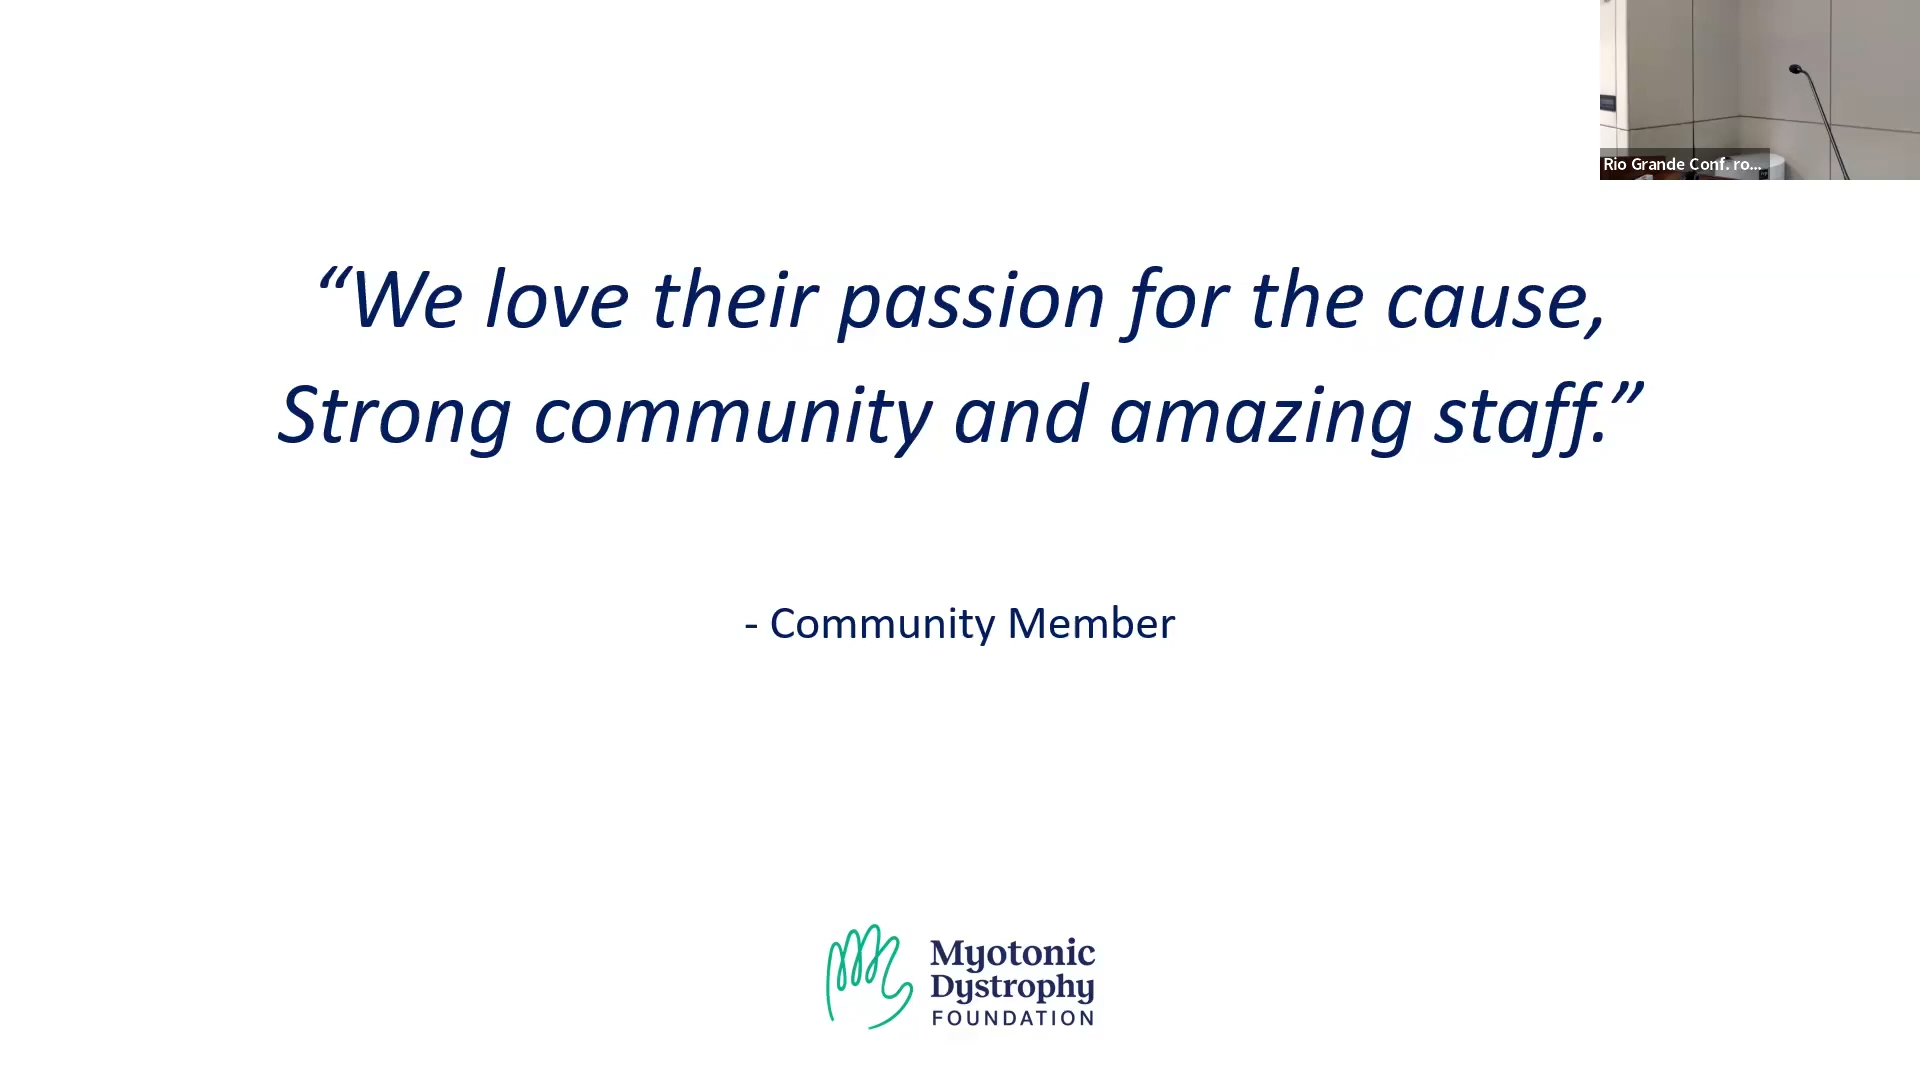 Rio Grande Conf. ro...
“We love their passion for the cause,
Strong community and amazing staff.”
- Community Member
Myotonic
Dystrophy
FOUNDATION